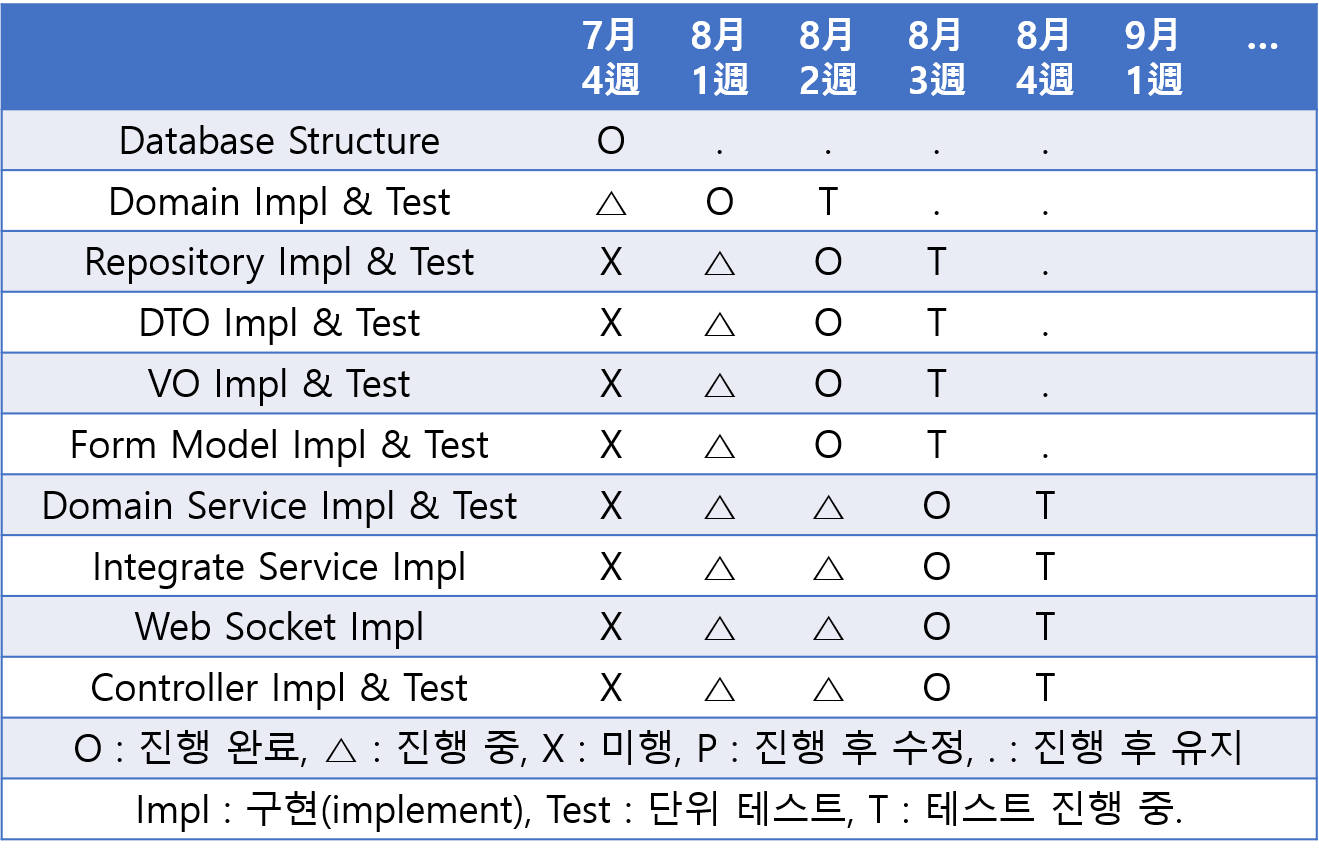 7月 8月 8月 8月 8月 9月 ...
4週 1週 2週 3週 4週 1週
Database Structure O . . . .
Domain Impl & Test △ O T . .
Repository Impl & Test X △ O T .
DTO Impl & Test X △ O T .
VO Impl & Test X △ O T .
Form Model Impl & Test X △ O T .
Domain Service Impl & Test X △ △ O T
Integrate Service Impl X △ △ O T
Web Socket Impl X △ △ O T
Controller Impl & Test X △ △ O T
O : 진행 완료, △ : 진행 중, X : 미행, P : 진행 후 수정, . : 진행 후 유지
Impl : 구현(implement), Test : 단위 테스트, T : 테스트 진행 중.